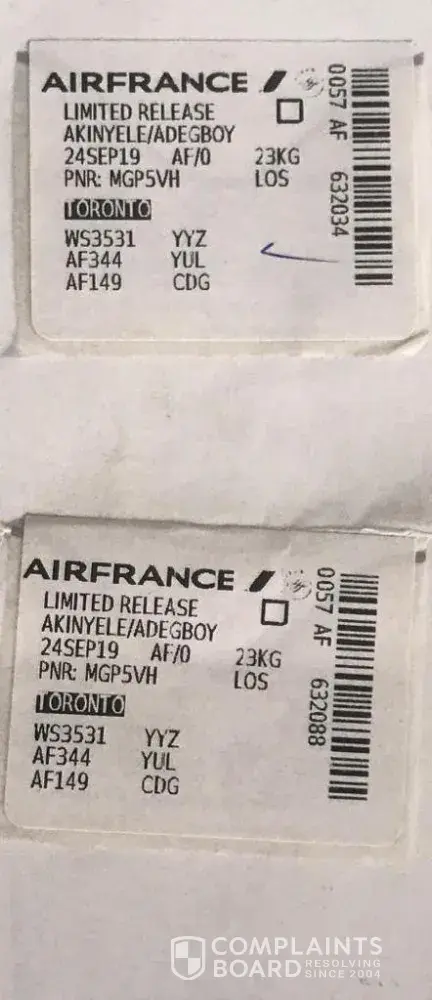 AIRFRANCE
LIMITED RELEASE
AKINYELE/ADEGBOY
24SEP19 AF/0 23KG
PNR: MGP5VH LOS
TORONTO
WS3531 YYZ
AF344 YUL
AF149 CDG
0057 AF 632034
AIRFRANCE
LIMITED RELEASE
AKINYELE/ADEGBOY
24SEP19 AF/0 23KG
PNR: MGP5VH LOS
TORONTO
WS3531 YYZ
AF344 YUL
AF149 CDG
0057 AF 632088
COMPLAINTS
BOARD RESOLVING
SINCE 2004